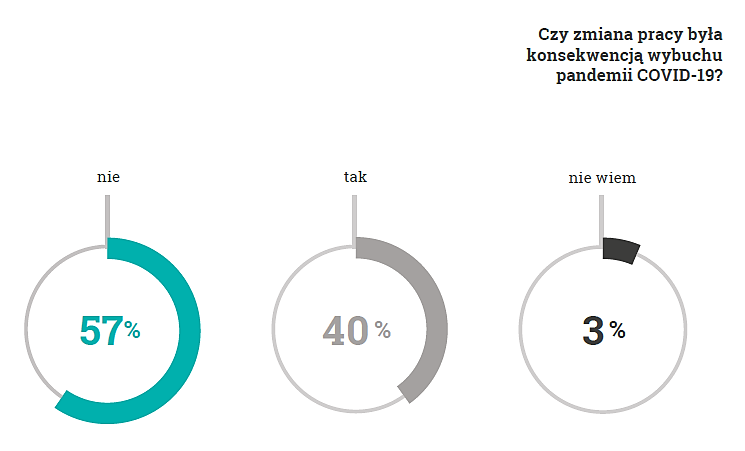 Czy zmiana pracy była
konsekwencją wybuchu
pandemii COVID-19?
nie
tak
nie wiem
57%
40 %
3 %